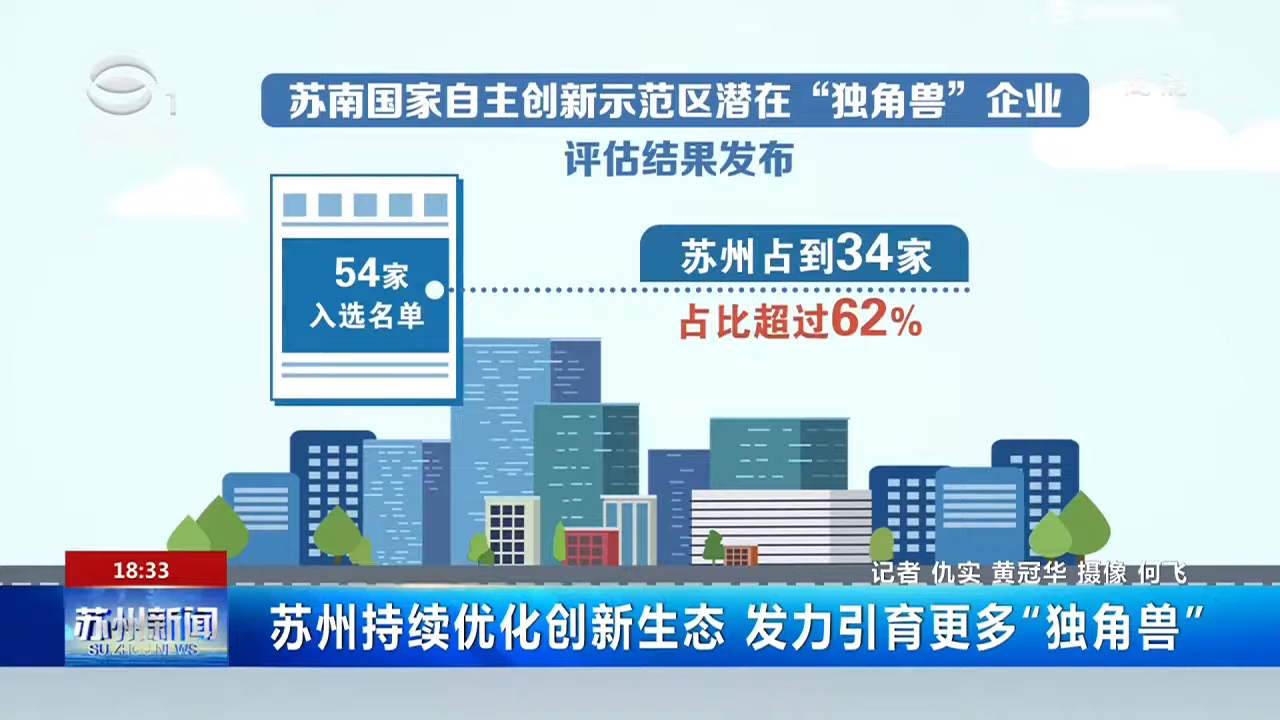 1
苏南国家自主创新示范区潜在“独角兽”企业
评估结果发布
54家
入选名单
苏州占到34家
占比超过62%
记者 仇实 黄冠华 摄像 何飞
18:33
苏州新闻
SU ZHOU NEWS
苏州持续优化创新生态 发力引育更多“独角兽”